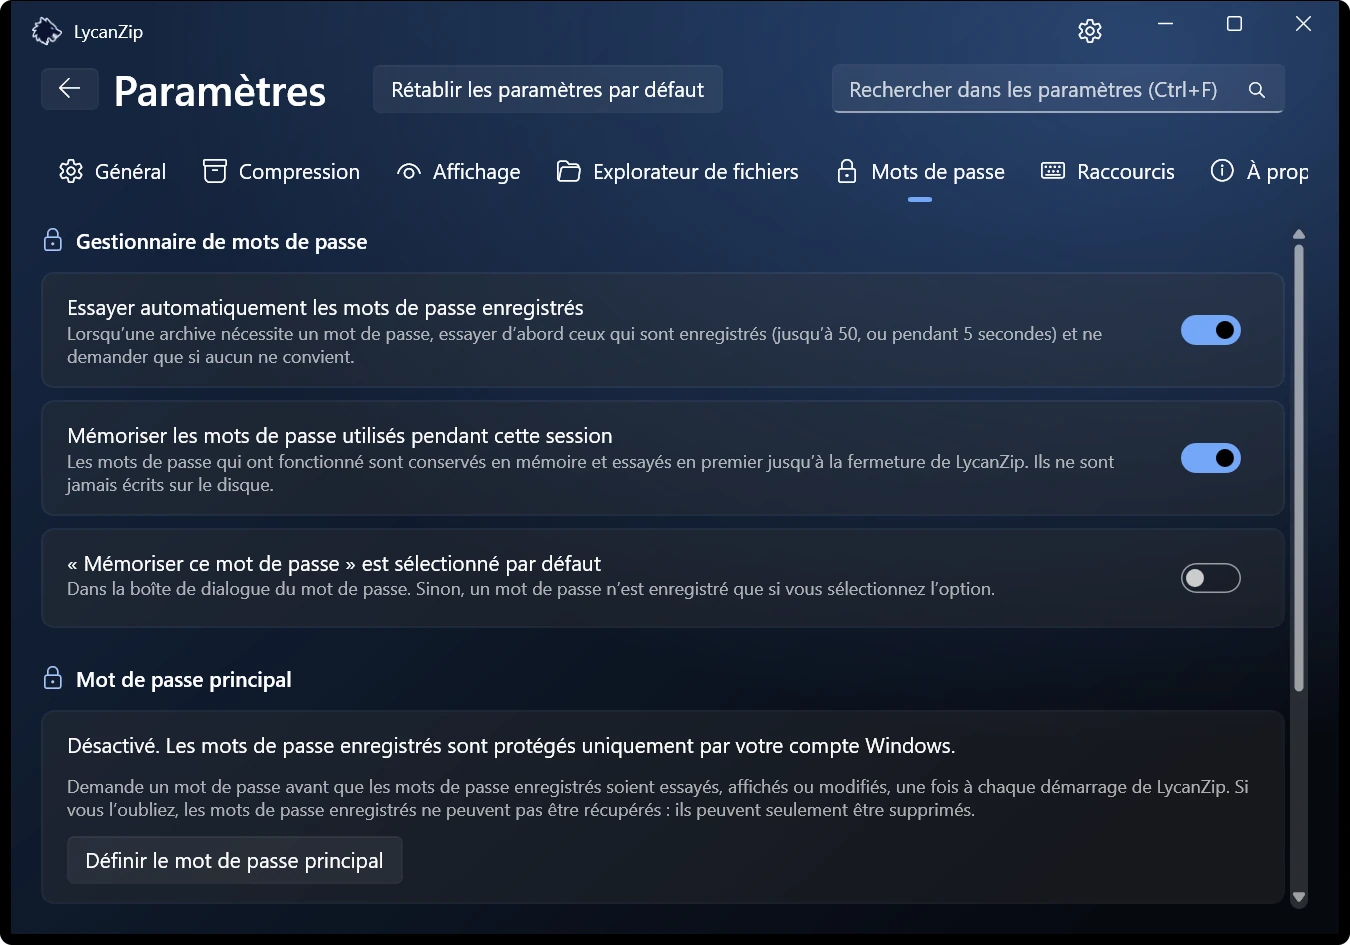 LycanZip
Paramètres
Rétablir les paramètres par défaut
Rechercher dans les paramètres (Ctrl+F)
Général
Compression
Affichage
Explorateur de fichiers
Mots de passe
Raccourcis
À prop
Gestionnaire de mots de passe
Essayer automatiquement les mots de passe enregistrés
Lorsqu’une archive nécessite un mot de passe, essayer d’abord ceux qui sont enregistrés (jusqu’à 50, ou pendant 5 secondes) et ne
demander que si aucun ne convient.
Mémoriser les mots de passe utilisés pendant cette session
Les mots de passe qui ont fonctionné sont conservés en mémoire et essayés en premier jusqu’à la fermeture de LycanZip. Ils ne sont
jamais écrits sur le disque.
« Mémoriser ce mot de passe » est sélectionné par défaut
Dans la boîte de dialogue du mot de passe. Sinon, un mot de passe n’est enregistré que si vous sélectionnez l’option.
Mot de passe principal
Désactivé. Les mots de passe enregistrés sont protégés uniquement par votre compte Windows.
Demande un mot de passe avant que les mots de passe enregistrés soient essayés, affichés ou modifiés, une fois à chaque démarrage de LycanZip. Si
vous l’oubliez, les mots de passe enregistrés ne peuvent pas être récupérés : ils peuvent seulement être supprimés.
Définir le mot de passe principal